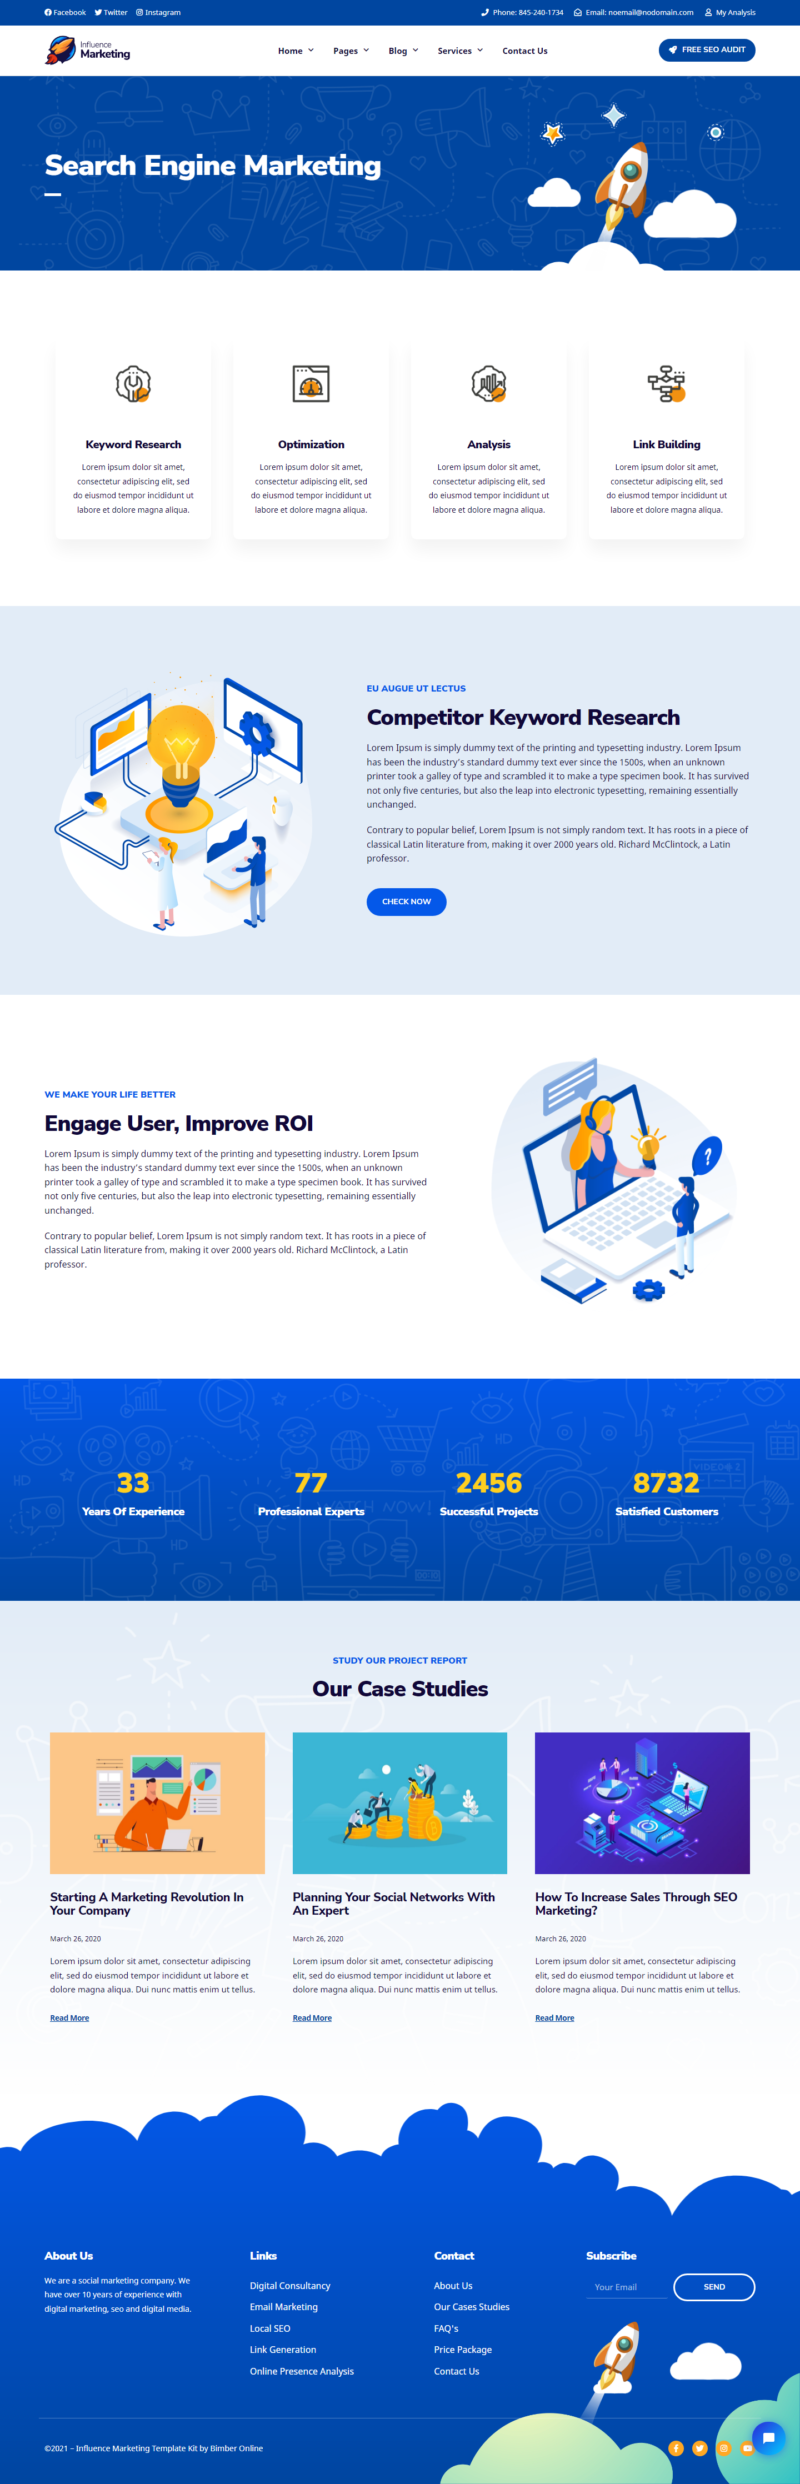 Facebook Twitter Instagram Phone: 845-240-1734 Email: noemail@nodomain.com My Analysis
Influence
Marketing
Home Pages Blog Services Contact Us
FREE SEO AUDIT
Search Engine Marketing
Keyword Research
Lorem ipsum dolor sit amet,
consectetur adipiscing elit, sed
do eiusmod tempor incididunt ut
labore et dolore magna aliqua.
Optimization
Lorem ipsum dolor sit amet,
consectetur adipiscing elit, sed
do eiusmod tempor incididunt ut
labore et dolore magna aliqua.
Analysis
Lorem ipsum dolor sit amet,
consectetur adipiscing elit, sed
do eiusmod tempor incididunt ut
labore et dolore magna aliqua.
Link Building
Lorem ipsum dolor sit amet,
consectetur adipiscing elit, sed
do eiusmod tempor incididunt ut
labore et dolore magna aliqua.
EU AUGUE UT LECTUS
Competitor Keyword Research
Lorem Ipsum is simply dummy text of the printing and typesetting industry. Lorem Ipsum
has been the industry's standard dummy text ever since the 1500s, when an unknown
printer took a galley of type and scrambled it to make a type specimen book. It has survived
not only five centuries, but also the leap into electronic typesetting, remaining essentially
unchanged.
Contrary to popular belief, Lorem Ipsum is not simply random text. It has roots in a piece of
classical Latin literature from, making it over 2000 years old. Richard McClintock, a Latin
professor.
CHECK NOW
WE MAKE YOUR LIFE BETTER
Engage User, Improve ROI
Lorem Ipsum is simply dummy text of the printing and typesetting industry. Lorem Ipsum
has been the industry's standard dummy text ever since the 1500s, when an unknown
printer took a galley of type and scrambled it to make a type specimen book. It has survived
not only five centuries, but also the leap into electronic typesetting, remaining essentially
unchanged.
Contrary to popular belief, Lorem Ipsum is not simply random text. It has roots in a piece of
classical Latin literature from, making it over 2000 years old. Richard McClintock, a Latin
professor.
?
33
Years Of Experience
77
Professional Experts
2456
Successful Projects
8732
Satisfied Customers
STUDY OUR PROJECT REPORT
Our Case Studies
Starting A Marketing Revolution In
Your Company
March 26, 2020
Lorem ipsum dolor sit amet, consectetur adipiscing
elit, sed do eiusmod tempor incididunt ut labore et
dolore magna aliqua. Dui nunc mattis enim ut tellus.
Read More
Planning Your Social Networks With
An Expert
March 26, 2020
Lorem ipsum dolor sit amet, consectetur adipiscing
elit, sed do eiusmod tempor incididunt ut labore et
dolore magna aliqua. Dui nunc mattis enim ut tellus.
Read More
How To Increase Sales Through SEO
Marketing?
March 26, 2020
Lorem ipsum dolor sit amet, consectetur adipiscing
elit, sed do eiusmod tempor incididunt ut labore et
dolore magna aliqua. Dui nunc mattis enim ut tellus.
Read More
About Us
We are a social marketing company. We
have over 10 years of experience with
digital marketing, seo and digital media.
Links
Digital Consultancy
Email Marketing
Local SEO
Link Generation
Online Presence Analysis
Contact
About Us
Our Cases Studies
FAQ's
Price Package
Contact Us
Subscribe
Your Email
SEND
©2021 – Influence Marketing Template Kit by Bimber Online